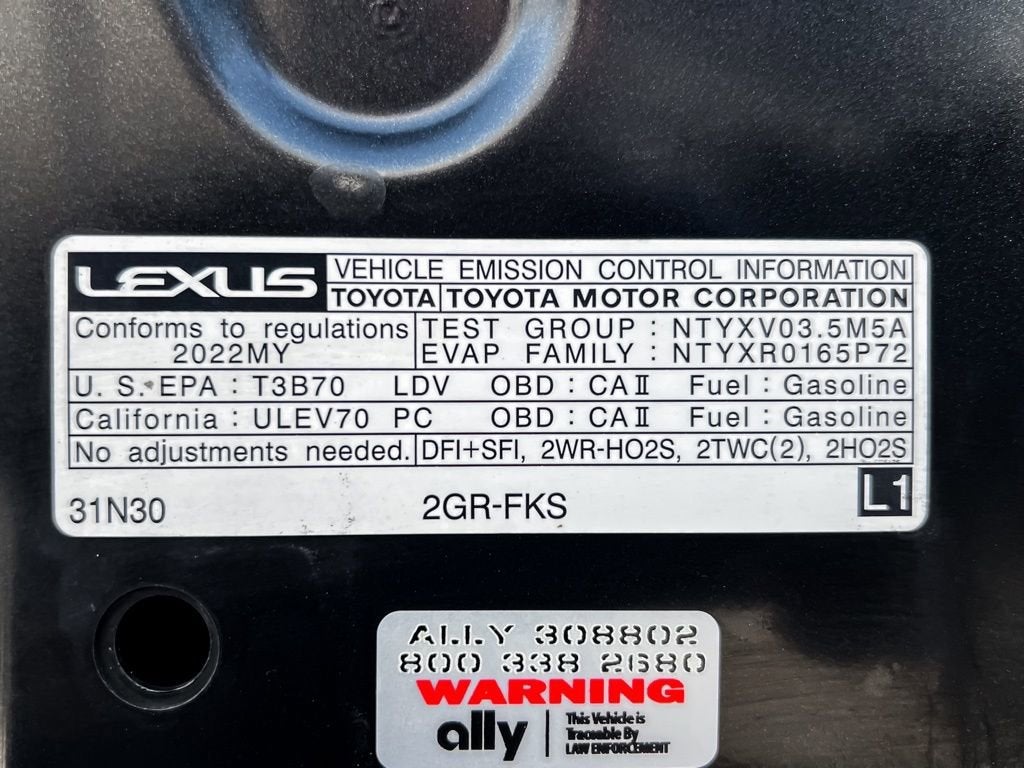 LEXUS
VEHICLE EMISSION CONTROL INFORMATION
TOYOTA TOYOTA MOTOR CORPORATION
Conforms to regulations
2022MY
TEST GROUP : NTYXV03.5M5A
EVAP FAMILY : NTYXR0165P72
U. S. EPA : T3B70 LDV OBD : CAⅡ Fuel : Gasoline
California : ULEV70 PC OBD : CAⅡ Fuel : Gasoline
No adjustments needed. DFI+SFI, 2WR-HO2S, 2TWC(2), 2HO2S
31N30 2GR-FKS L1
ALLY 308802
800 338 2680
WARNING
ally
This Vehicle is
Traceable By
LAW ENFORCEMENT